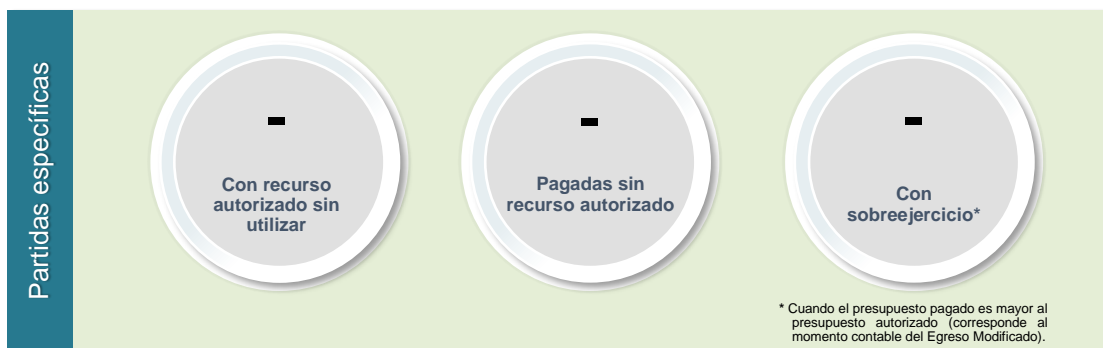 Partidas específicas
-
Con recurso
autorizado sin
utilizar
-
Pagadas sin
recurso autorizado
-
Con
sobreejercicio*
* Cuando el presupuesto pagado es mayor al
presupuesto autorizado (corresponde al
momento contable del Egreso Modificado).